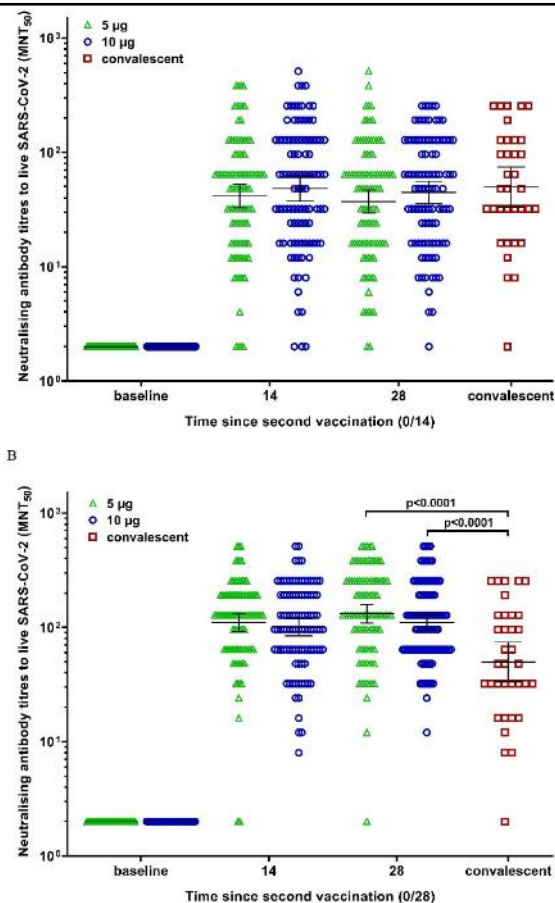 5 µg
10 µg
convalescent
Neutralising antibody titres to live SARS-CoV-2 (MNT₅₀)
10³
10²
10¹
10⁰
baseline 14 28 convalescent
Time since second vaccination (0/14)
B
5 µg
10 µg
convalescent
p<0.0001
p<0.0001
Neutralising antibody titres to live SARS-CoV-2 (MNT₅₀)
10³
10²
10¹
10⁰
baseline 14 28 convalescent
Time since second vaccination (0/28)